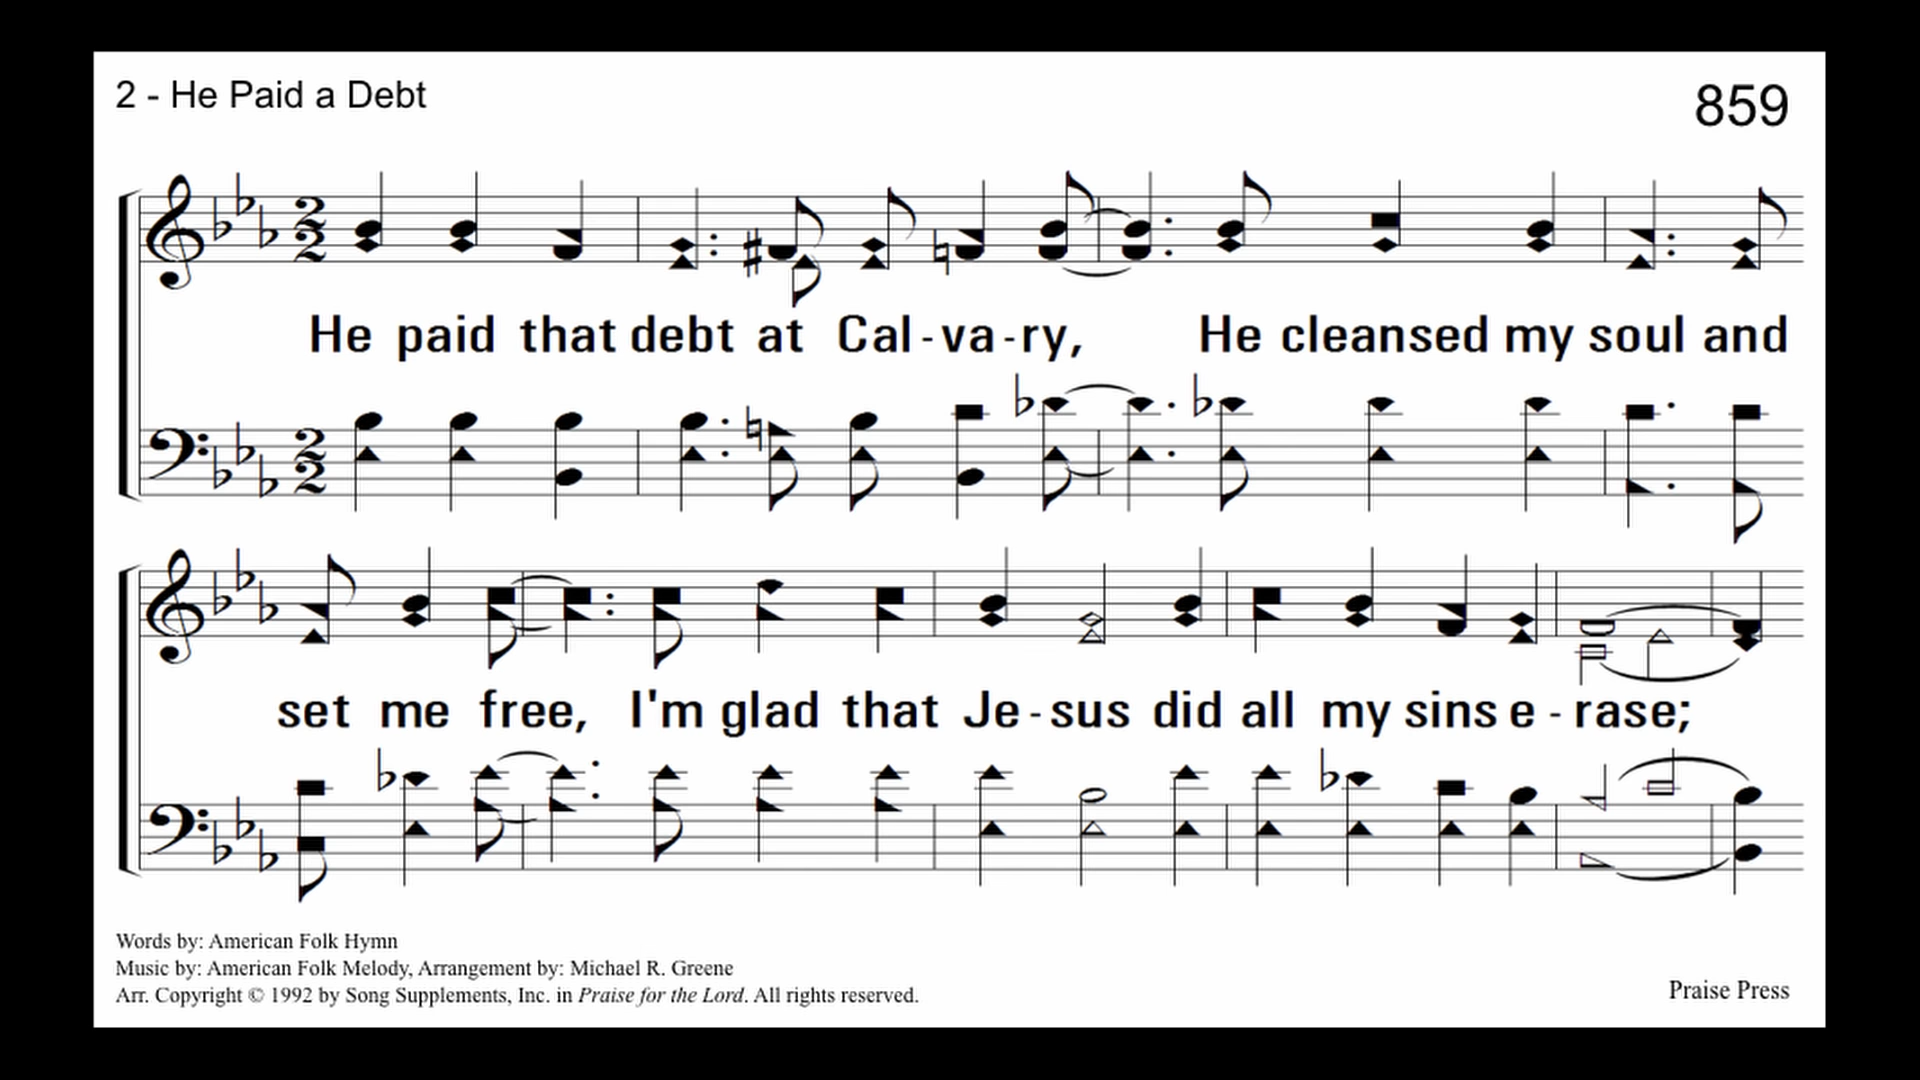 2 - He Paid a Debt
859
He paid that debt at Cal - va - ry, He cleansed my soul and
set me free, I'm glad that Je - sus did all my sins e - rase;
Words by: American Folk Hymn
Music by: American Folk Melody, Arrangement by: Michael R. Greene
Arr. Copyright © 1992 by Song Supplements, Inc. in Praise for the Lord. All rights reserved.
Praise Press